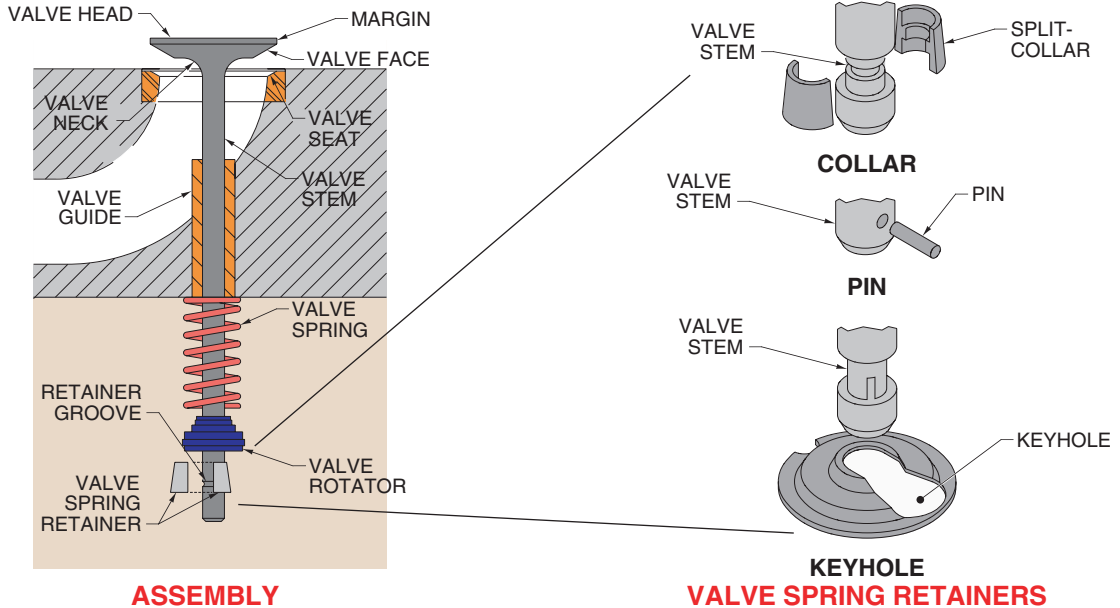 VALVE HEAD
MARGIN
VALVE FACE
VALVE
NECK
VALVE
SEAT
VALVE
STEM
VALVE
GUIDE
VALVE
SPRING
RETAINER
GROOVE
VALVE
ROTATOR
VALVE
SPRING
RETAINER
ASSEMBLY
VALVE
STEM
SPLIT-
COLLAR
COLLAR
VALVE
STEM
PIN
PIN
VALVE
STEM
KEYHOLE
KEYHOLE
VALVE SPRING RETAINERS